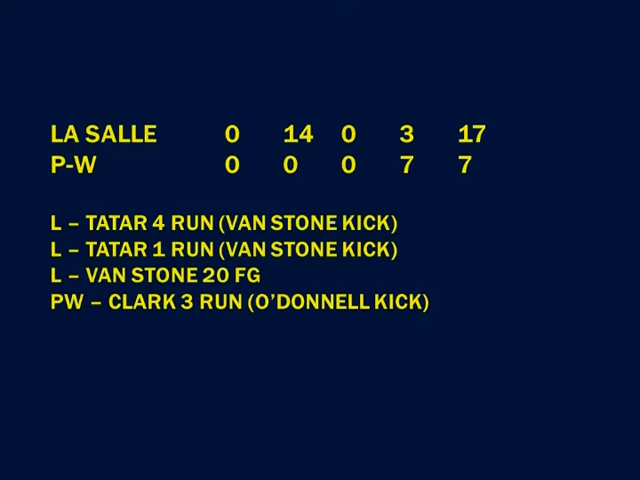 LA SALLE 0 14 0 3 17
P-W 0 0 0 7 7
L – TATAR 4 RUN (VAN STONE KICK)
L – TATAR 1 RUN (VAN STONE KICK)
L – VAN STONE 20 FG
PW – CLARK 3 RUN (O’DONNELL KICK)